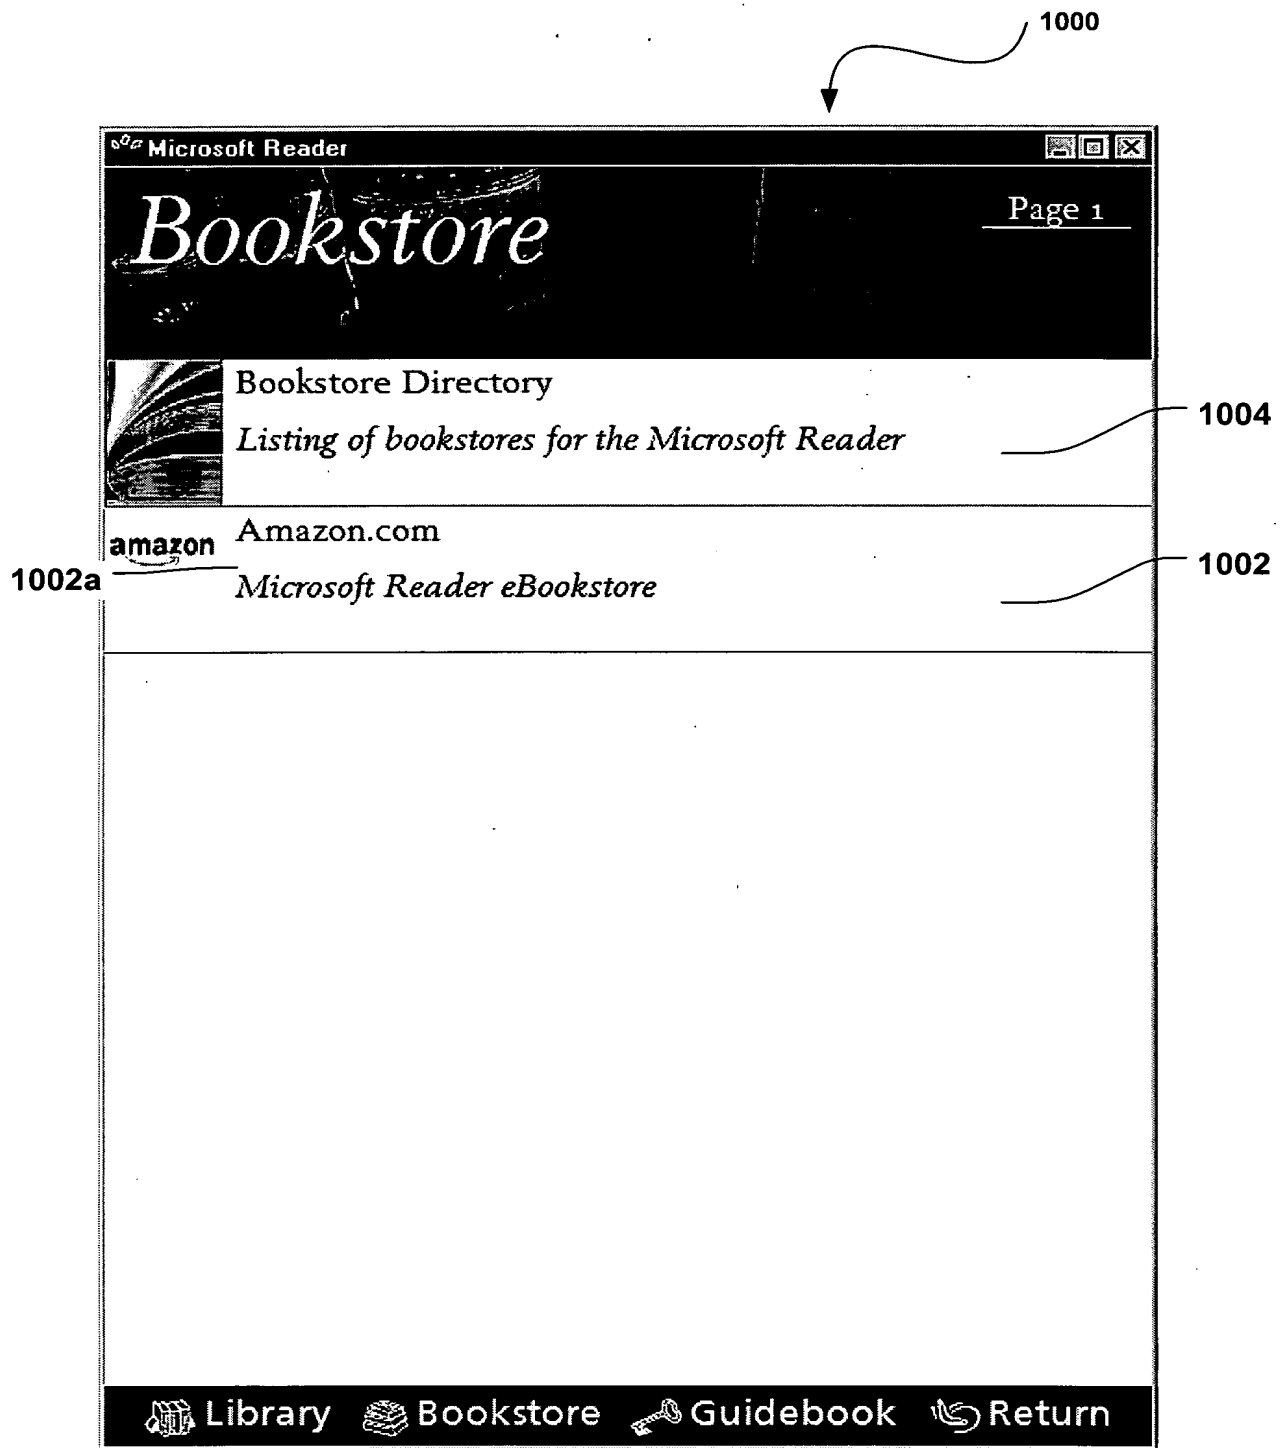 1000
Microsoft Reader
Bookstore
Page 1
Bookstore Directory
Listing of bookstores for the Microsoft Reader
1004
amazon
Amazon.com
1002
1002a
Microsoft Reader eBookstore
Library Bookstore Guidebook Return